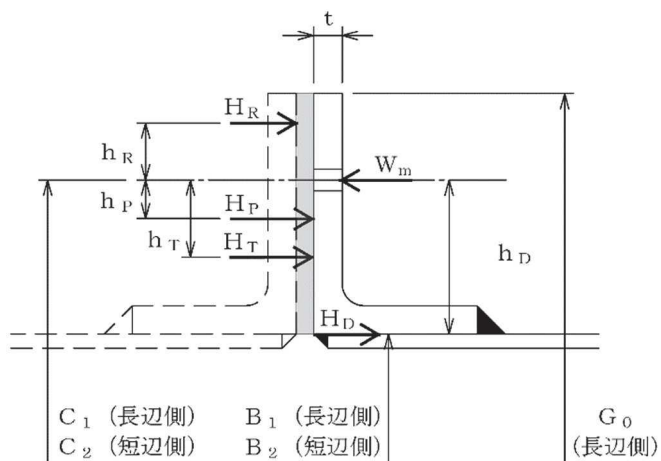 t
H_R
h_R
W_m
h_P
H_P
h_T
H_T
h_D
H_D
C_1 (長辺側)
C_2 (短辺側)
B_1 (長辺側)
B_2 (短辺側)
G_0
(長辺側)